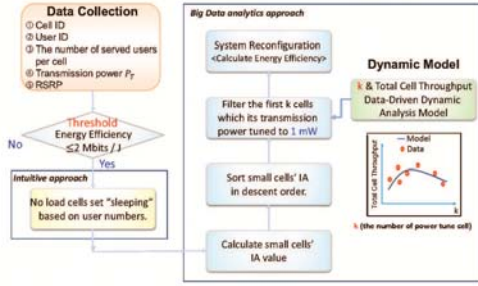 Data Collection
① Cell ID
② User ID
③ The number of served users
per cell
④ Transmission power P_T
⑤ RSRP
Threshold
Energy Efficiency
≤2 Mbits / J
No
Yes
Intuitive approach
No load cells set "sleeping"
based on user numbers.
Big Data analytics approach
System Reconfiguration
<Calculate Energy Efficiency>
Filter the first k cells
which its transmission
power tuned to 1 mW
Sort small cells' IA
in descent order.
Calculate small cells'
IA value
Dynamic Model
k & Total Cell Throughput
Data-Driven Dynamic
Analysis Model
Model
Data
Total Cell Throughput
k
k (the number of power tune cell)